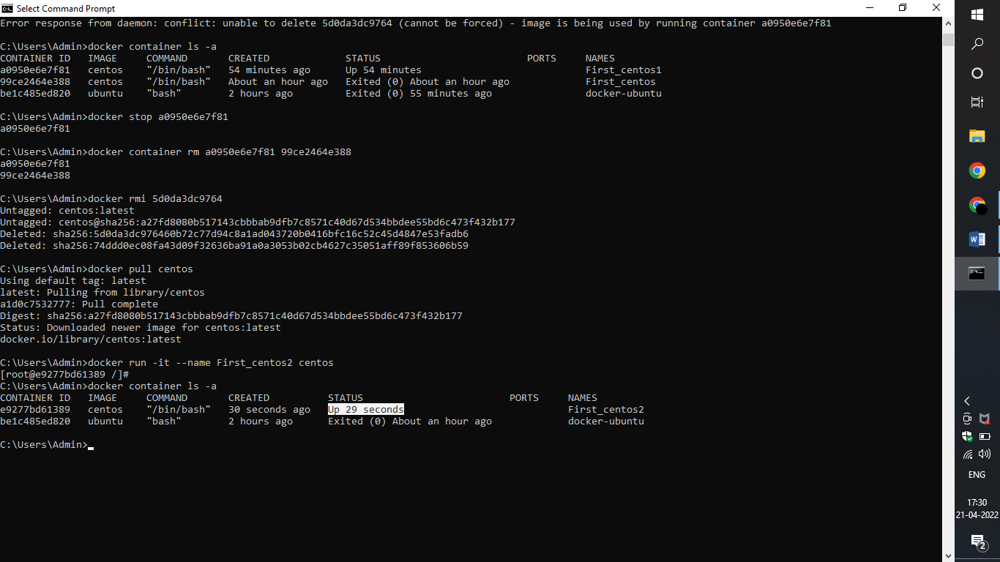 Select Command Prompt
Error response from daemon: conflict: unable to delete 5d0da3dc9764 (cannot be forced) - image is being used by running container a0950e6e7f81
C:\Users\Admin>docker container ls -a
CONTAINER ID   IMAGE     COMMAND       CREATED             STATUS                         PORTS     NAMES
a0950e6e7f81   centos    "/bin/bash"   54 minutes ago      Up 54 minutes                            First_centos1
99ce2464e388   centos    "/bin/bash"   About an hour ago   Exited (0) About an hour ago             First_centos
be1c485ed820   ubuntu    "bash"        2 hours ago         Exited (0) 55 minutes ago                docker-ubuntu
C:\Users\Admin>docker stop a0950e6e7f81
a0950e6e7f81
C:\Users\Admin>docker container rm a0950e6e7f81 99ce2464e388
a0950e6e7f81
99ce2464e388
C:\Users\Admin>docker rmi 5d0da3dc9764
Untagged: centos:latest
Untagged: centos@sha256:a27fd8080b517143cbbbab9dfb7c8571c40d67d534bbdee55bd6c473f432b177
Deleted: sha256:5d0da3dc976460b72c77d94c8a1ad043720b0416bfc16c52c45d4847e53fadb6
Deleted: sha256:74ddd0ec08fa43d09f32636ba91a0a3053b02cb4627c35051aff89f853606b59
C:\Users\Admin>docker pull centos
Using default tag: latest
latest: Pulling from library/centos
a1d0c7532777: Pull complete
Digest: sha256:a27fd8080b517143cbbbab9dfb7c8571c40d67d534bbdee55bd6c473f432b177
Status: Downloaded newer image for centos:latest
docker.io/library/centos:latest
C:\Users\Admin>docker run -it --name First_centos2 centos
[root@e9277bd61389 /]#
C:\Users\Admin>docker container ls -a
CONTAINER ID   IMAGE     COMMAND       CREATED          STATUS                         PORTS     NAMES
e9277bd61389   centos    "/bin/bash"   30 seconds ago   Up 29 seconds                            First_centos2
be1c485ed820   ubuntu    "bash"        2 hours ago      Exited (0) About an hour ago             docker-ubuntu
C:\Users\Admin>
ENG
17:30
21-04-2022
2